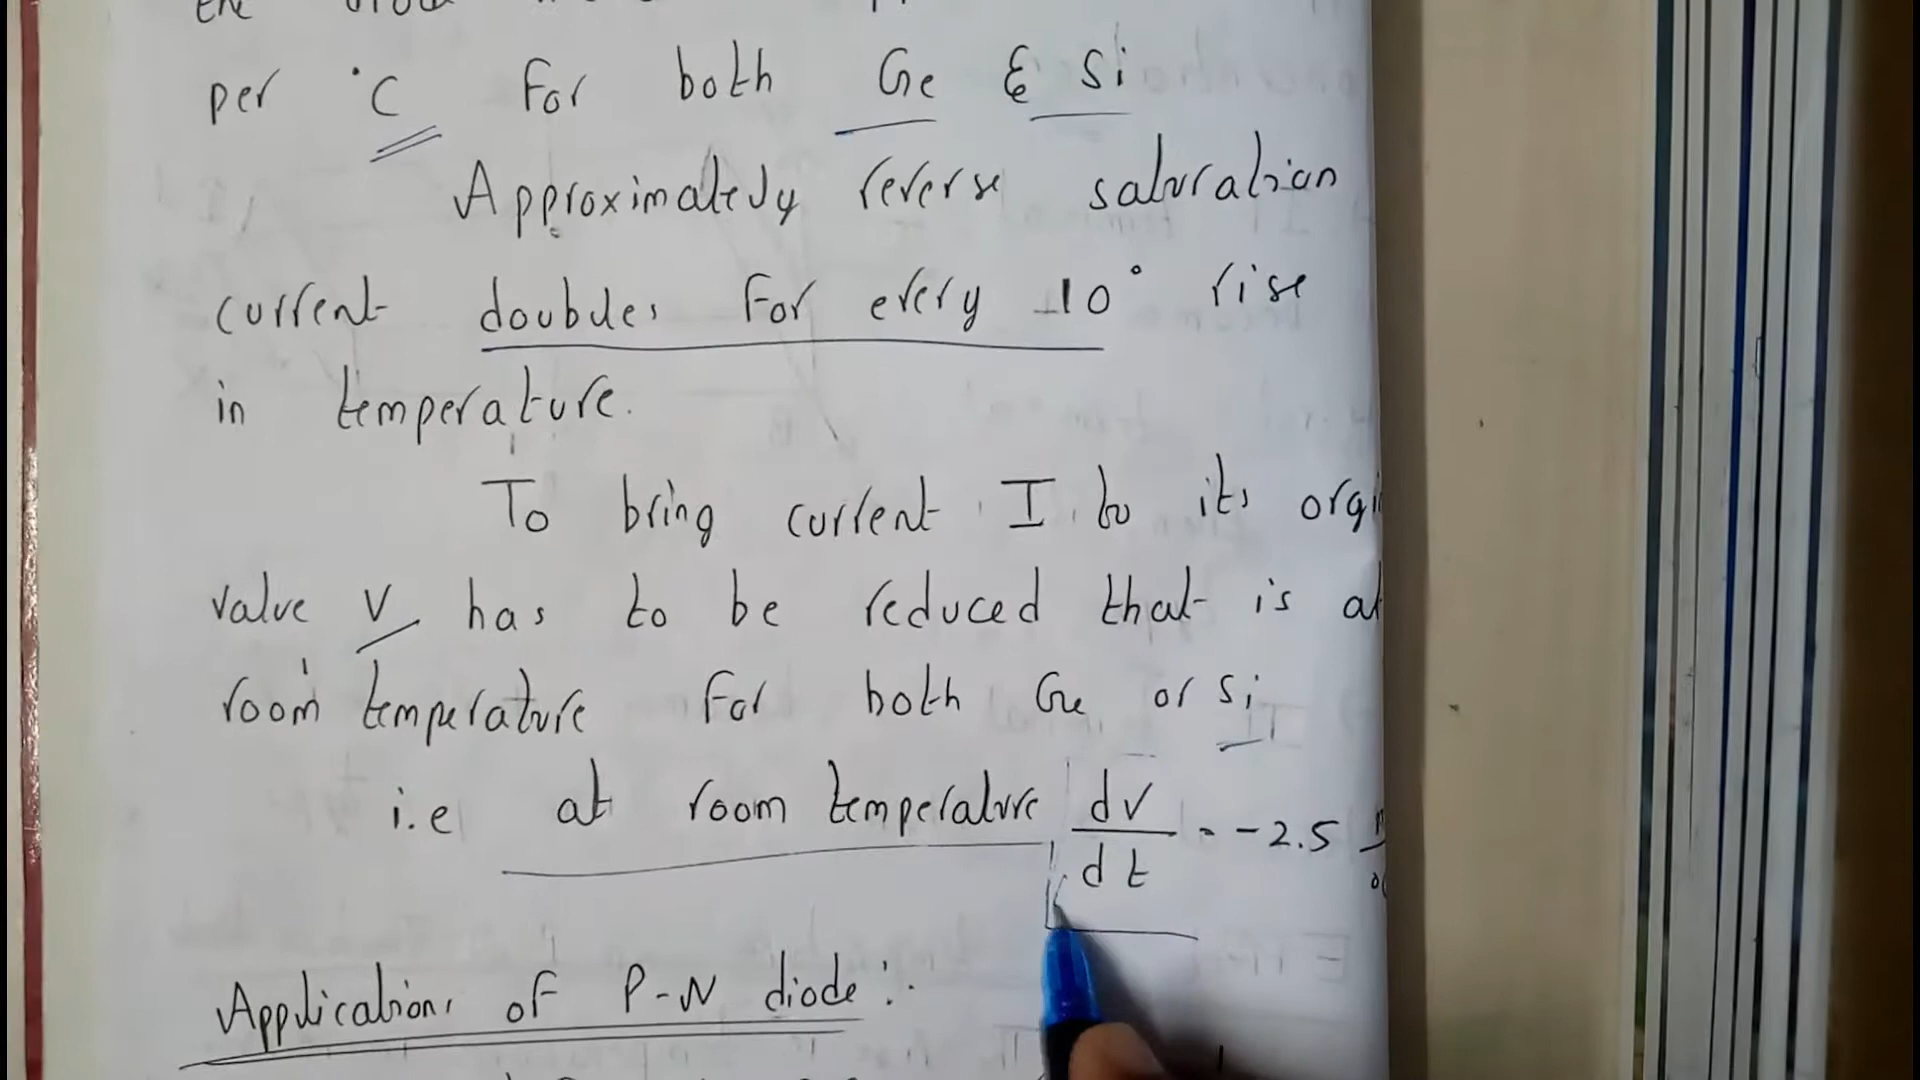 the
per °C For both Ge & Si
Approximately reverse saturation
current doubles for every 10° rise
in temperature.
To bring current I to its orgi
value V has to be reduced that is at
room temperature For both Ge or Si
i.e at room temperature dv/dt = -2.5
Applications of P-N diode :-